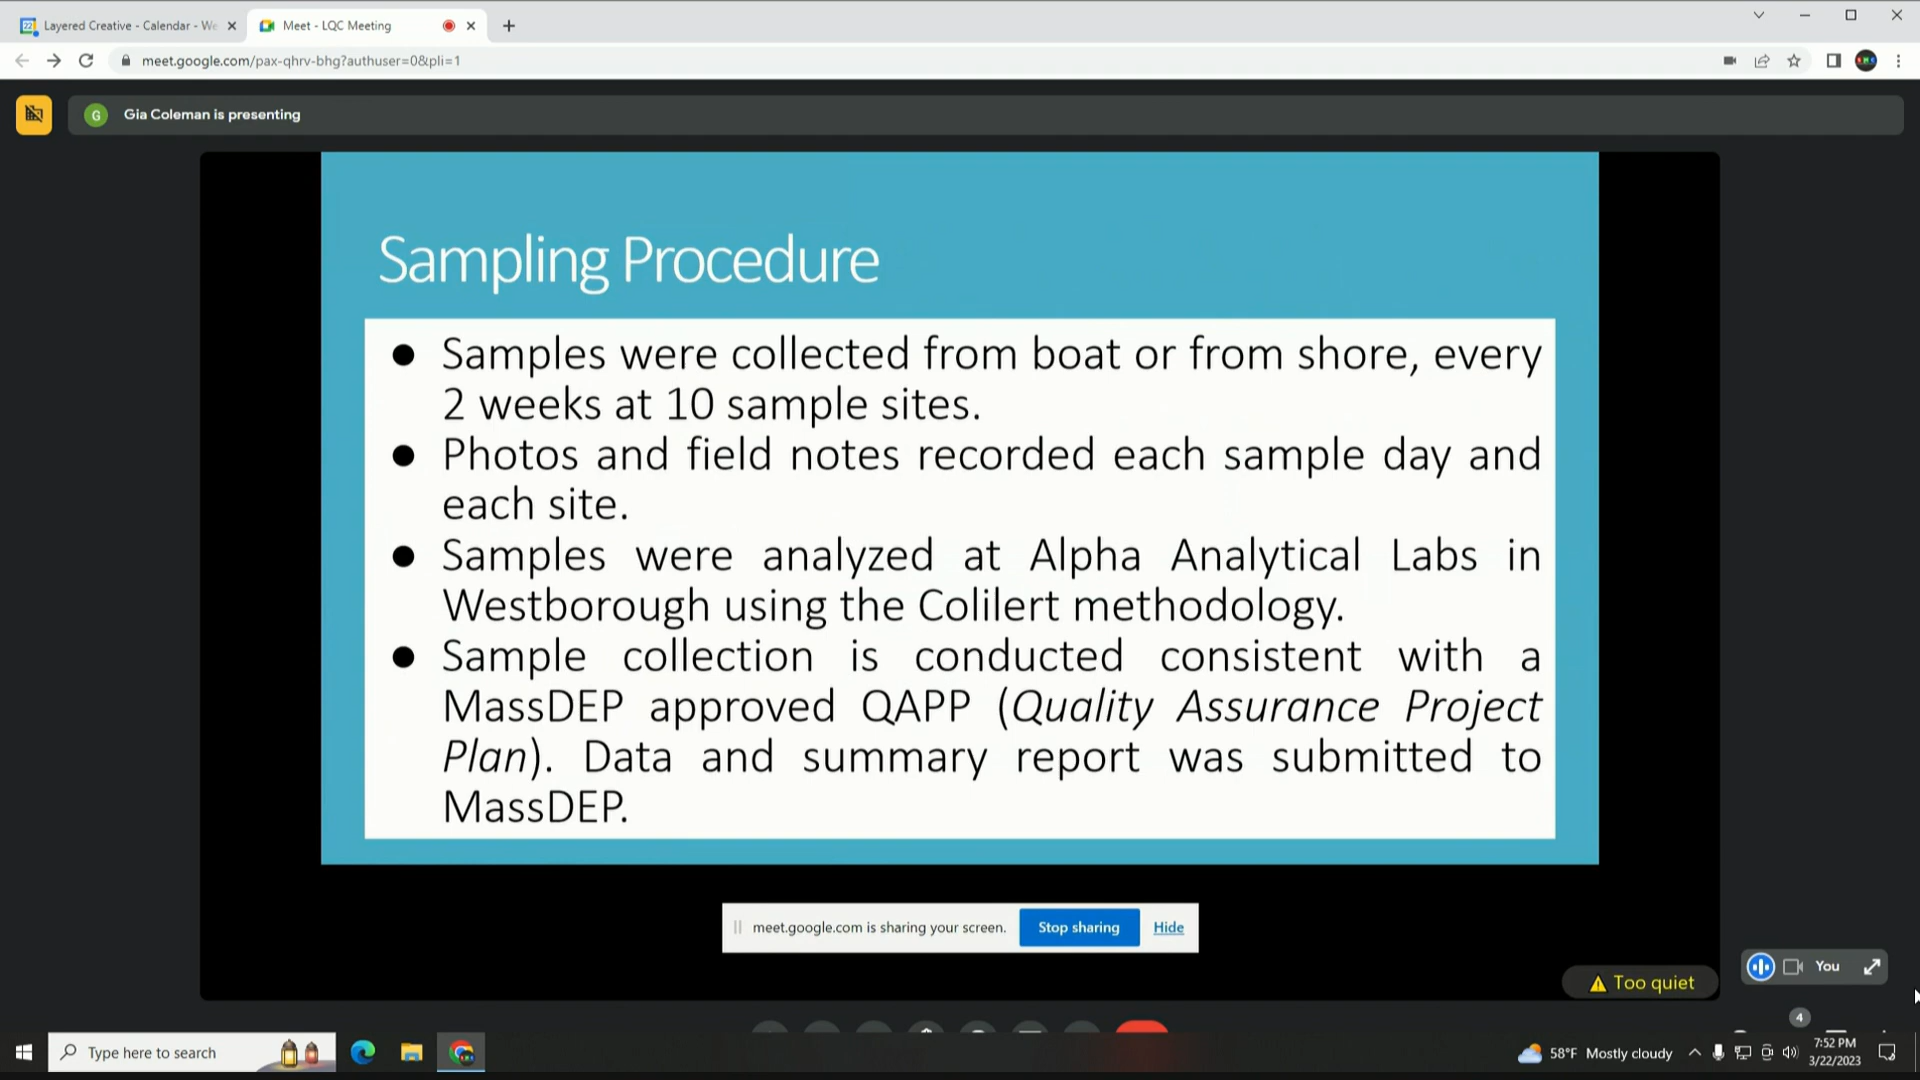 Layered Creative - Calendar - We
Meet - LQC Meeting
meet.google.com/pax-qhrv-bhg?authuser=0&pli=1
G
Gia Coleman is presenting
Sampling Procedure
● Samples were collected from boat or from shore, every
2 weeks at 10 sample sites.
● Photos and field notes recorded each sample day and
each site.
● Samples were analyzed at Alpha Analytical Labs in
Westborough using the Colilert methodology.
● Sample collection is conducted consistent with a
MassDEP approved QAPP (Quality Assurance Project
Plan). Data and summary report was submitted to
MassDEP.
meet.google.com is sharing your screen.
Stop sharing
Hide
Too quiet
You
4
Type here to search
58°F Mostly cloudy
7:52 PM
3/22/2023